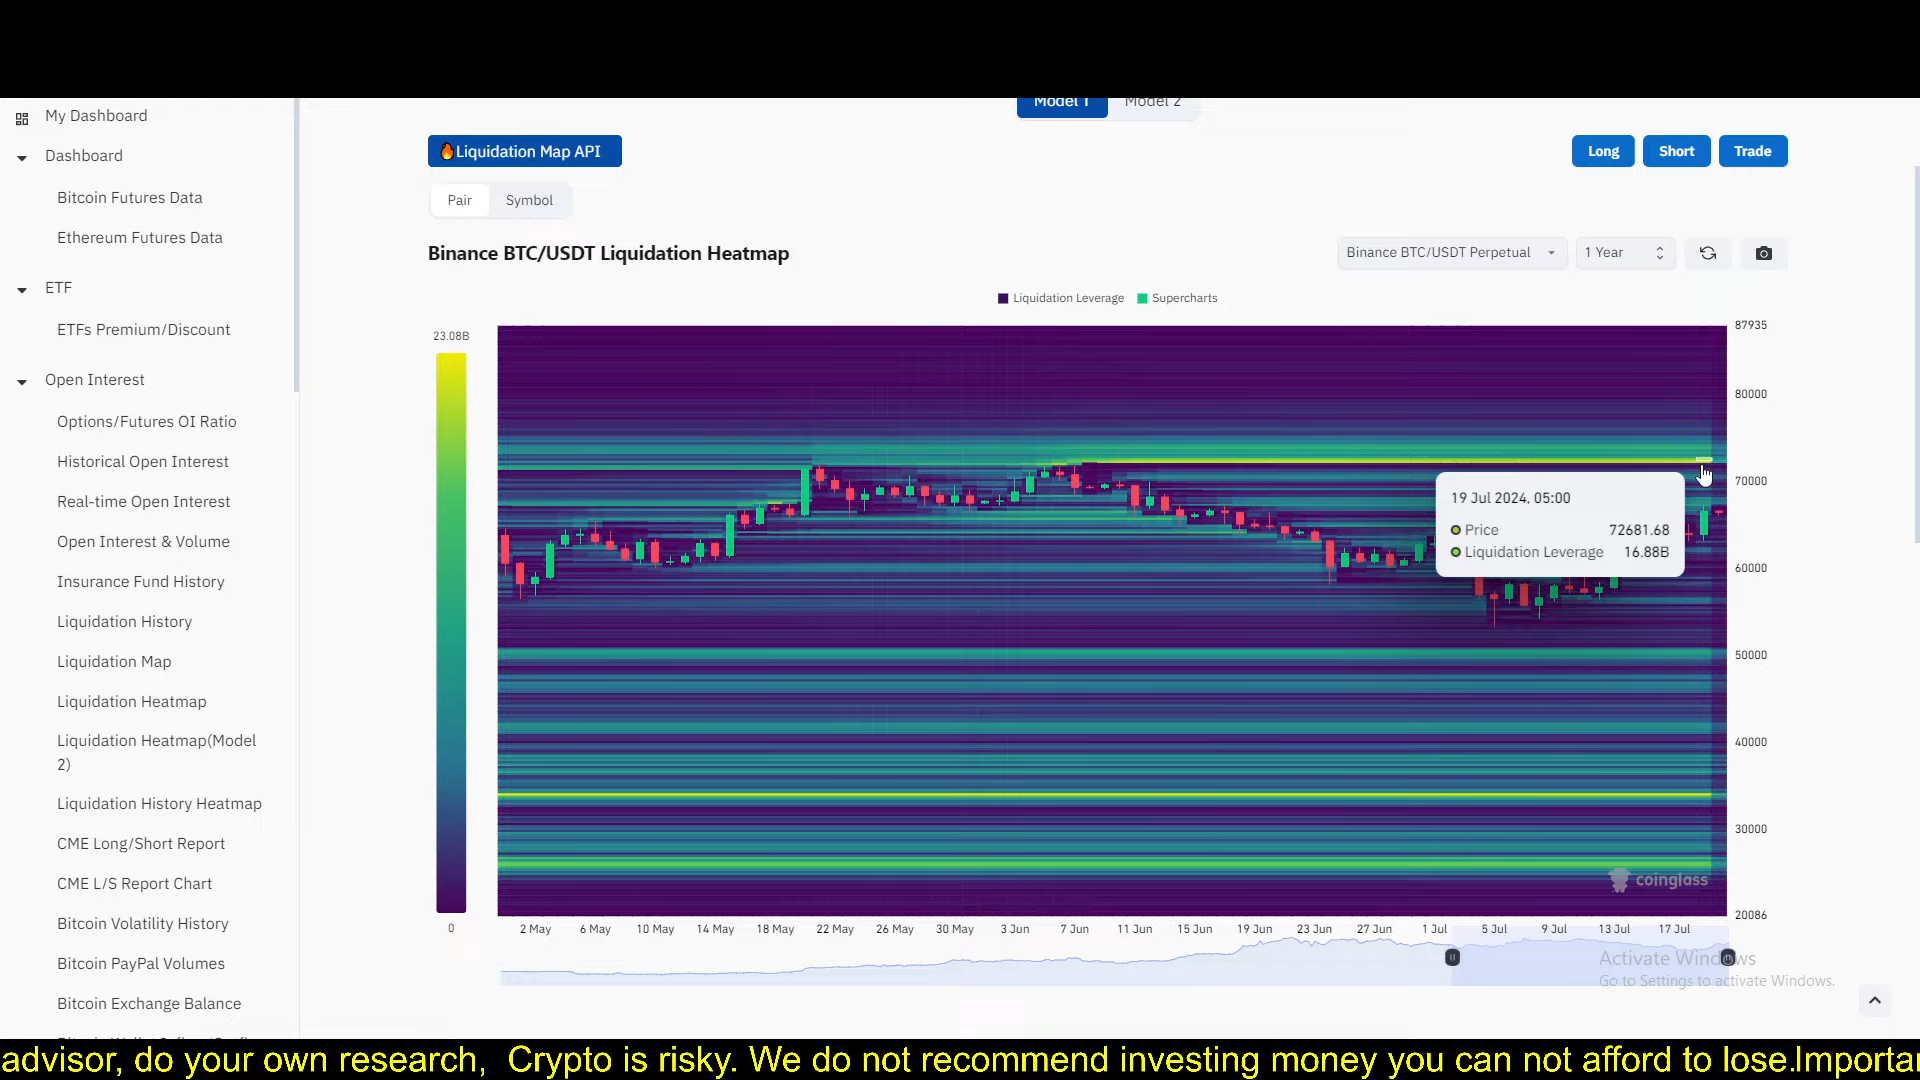 Model 1 Model 2
My Dashboard
Dashboard
Bitcoin Futures Data
Ethereum Futures Data
ETF
ETFs Premium/Discount
Open Interest
Options/Futures OI Ratio
Historical Open Interest
Real-time Open Interest
Open Interest & Volume
Insurance Fund History
Liquidation History
Liquidation Map
Liquidation Heatmap
Liquidation Heatmap(Model
2)
Liquidation History Heatmap
CME Long/Short Report
CME L/S Report Chart
Bitcoin Volatility History
Bitcoin PayPal Volumes
Bitcoin Exchange Balance
Liquidation Map API
Long Short Trade
Pair Symbol
Binance BTC/USDT Liquidation Heatmap
Binance BTC/USDT Perpetual 1 Year
Liquidation Leverage Supercharts
23.08B
0
87935
80000
70000
60000
50000
40000
30000
20086
19 Jul 2024, 05:00
Price 72681.68
Liquidation Leverage 16.88B
coinglass
2 May 6 May 10 May 14 May 18 May 22 May 26 May 30 May 3 Jun 7 Jun 11 Jun 15 Jun 19 Jun 23 Jun 27 Jun 1 Jul 5 Jul 9 Jul 13 Jul 17 Jul
Activate Windows
Go to Settings to activate Windows.
advisor, do your own research, Crypto is risky. We do not recommend investing money you can not afford to lose.Importa